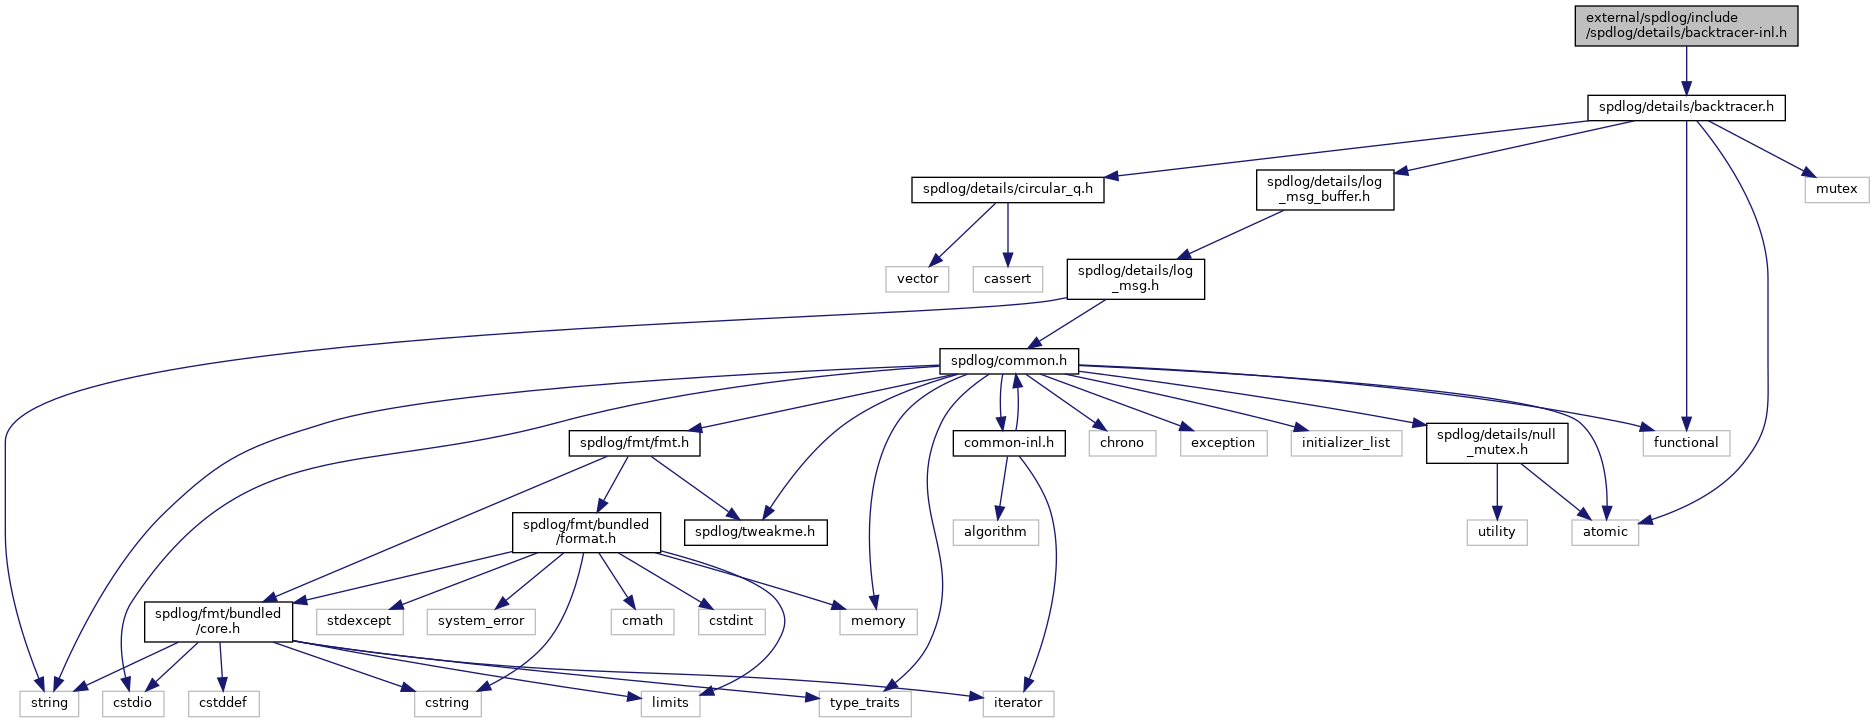 external/spdlog/include
/spdlog/details/backtracer-inl.h
spdlog/details/backtracer.h
spdlog/details/circular_q.h
spdlog/details/log
_msg_buffer.h
mutex
vector
cassert
spdlog/details/log
_msg.h
spdlog/common.h
spdlog/fmt/fmt.h
common-inl.h
chrono
exception
initializer_list
spdlog/details/null
_mutex.h
functional
spdlog/fmt/bundled
/format.h
spdlog/tweakme.h
algorithm
utility
atomic
spdlog/fmt/bundled
/core.h
stdexcept
system_error
cmath
cstdint
memory
string
cstdio
cstddef
cstring
limits
type_traits
iterator